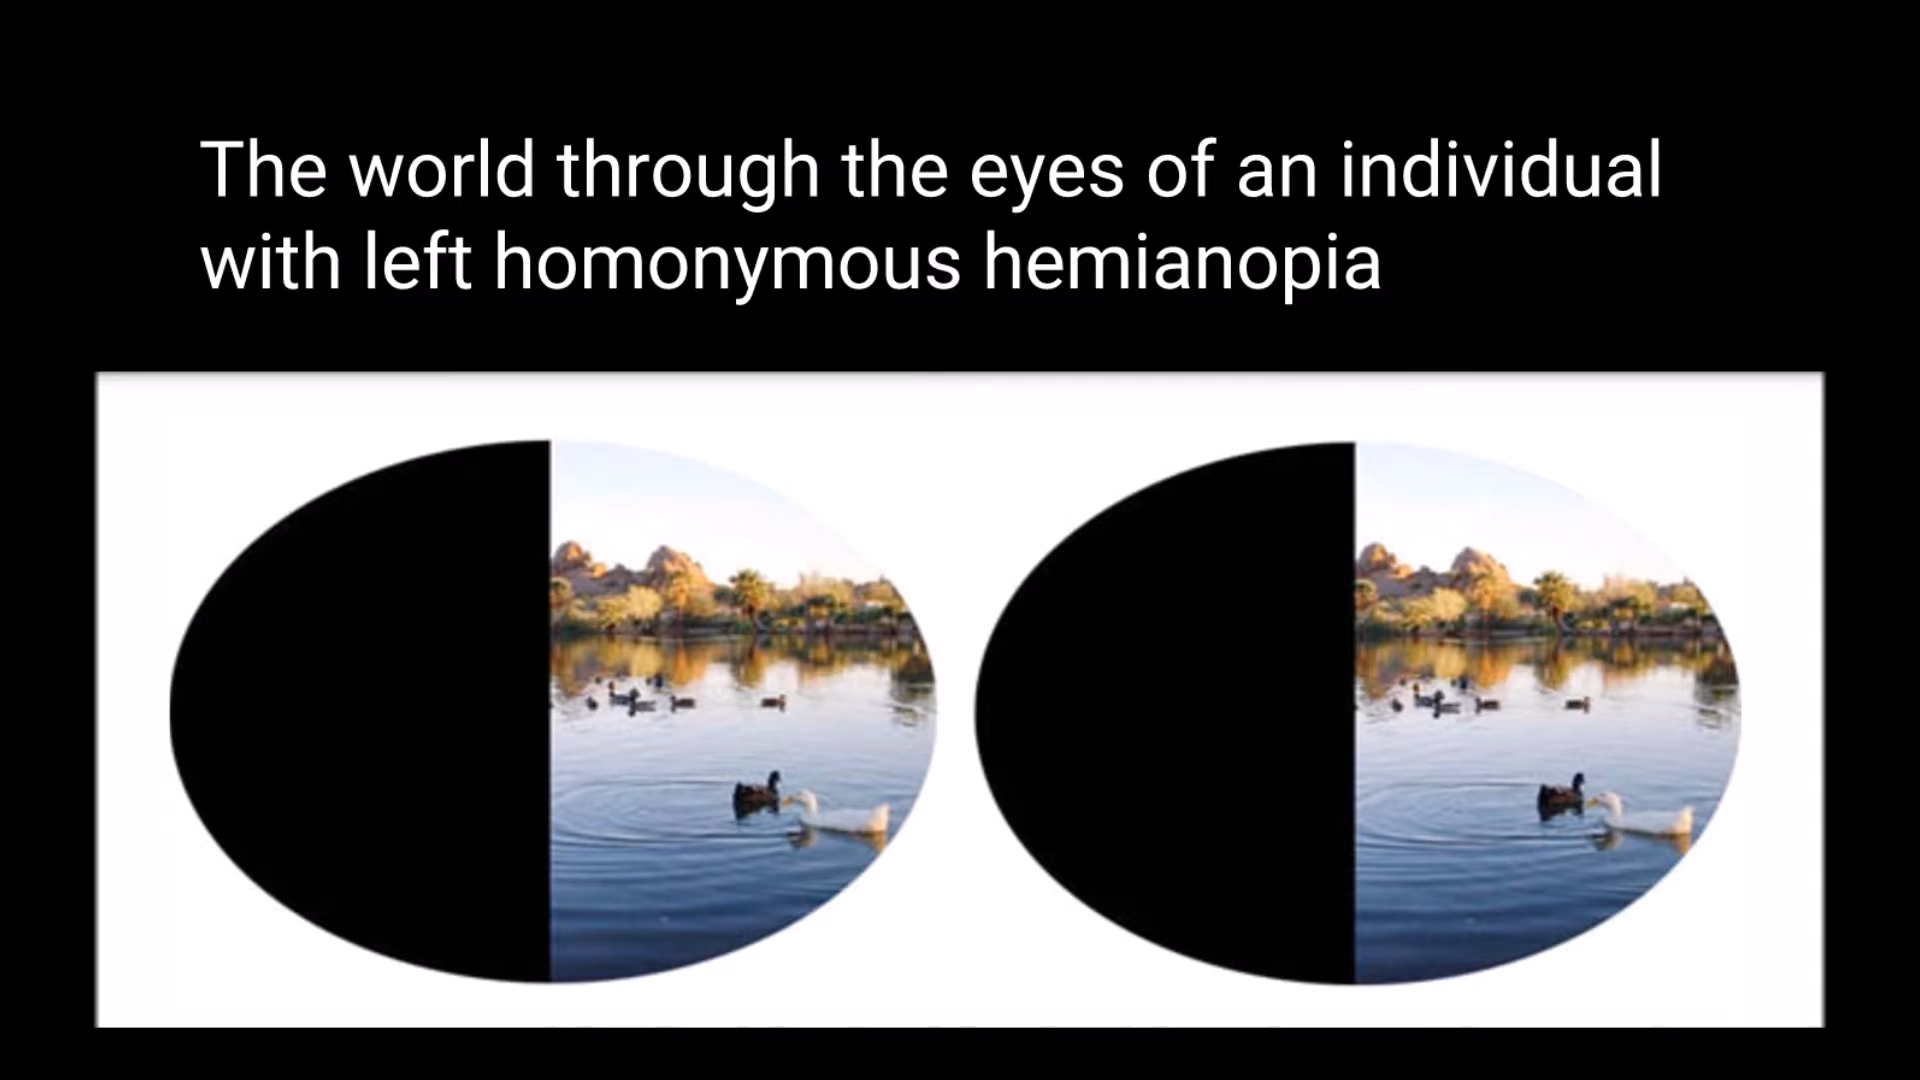 The world through the eyes of an individual
with left homonymous hemianopia